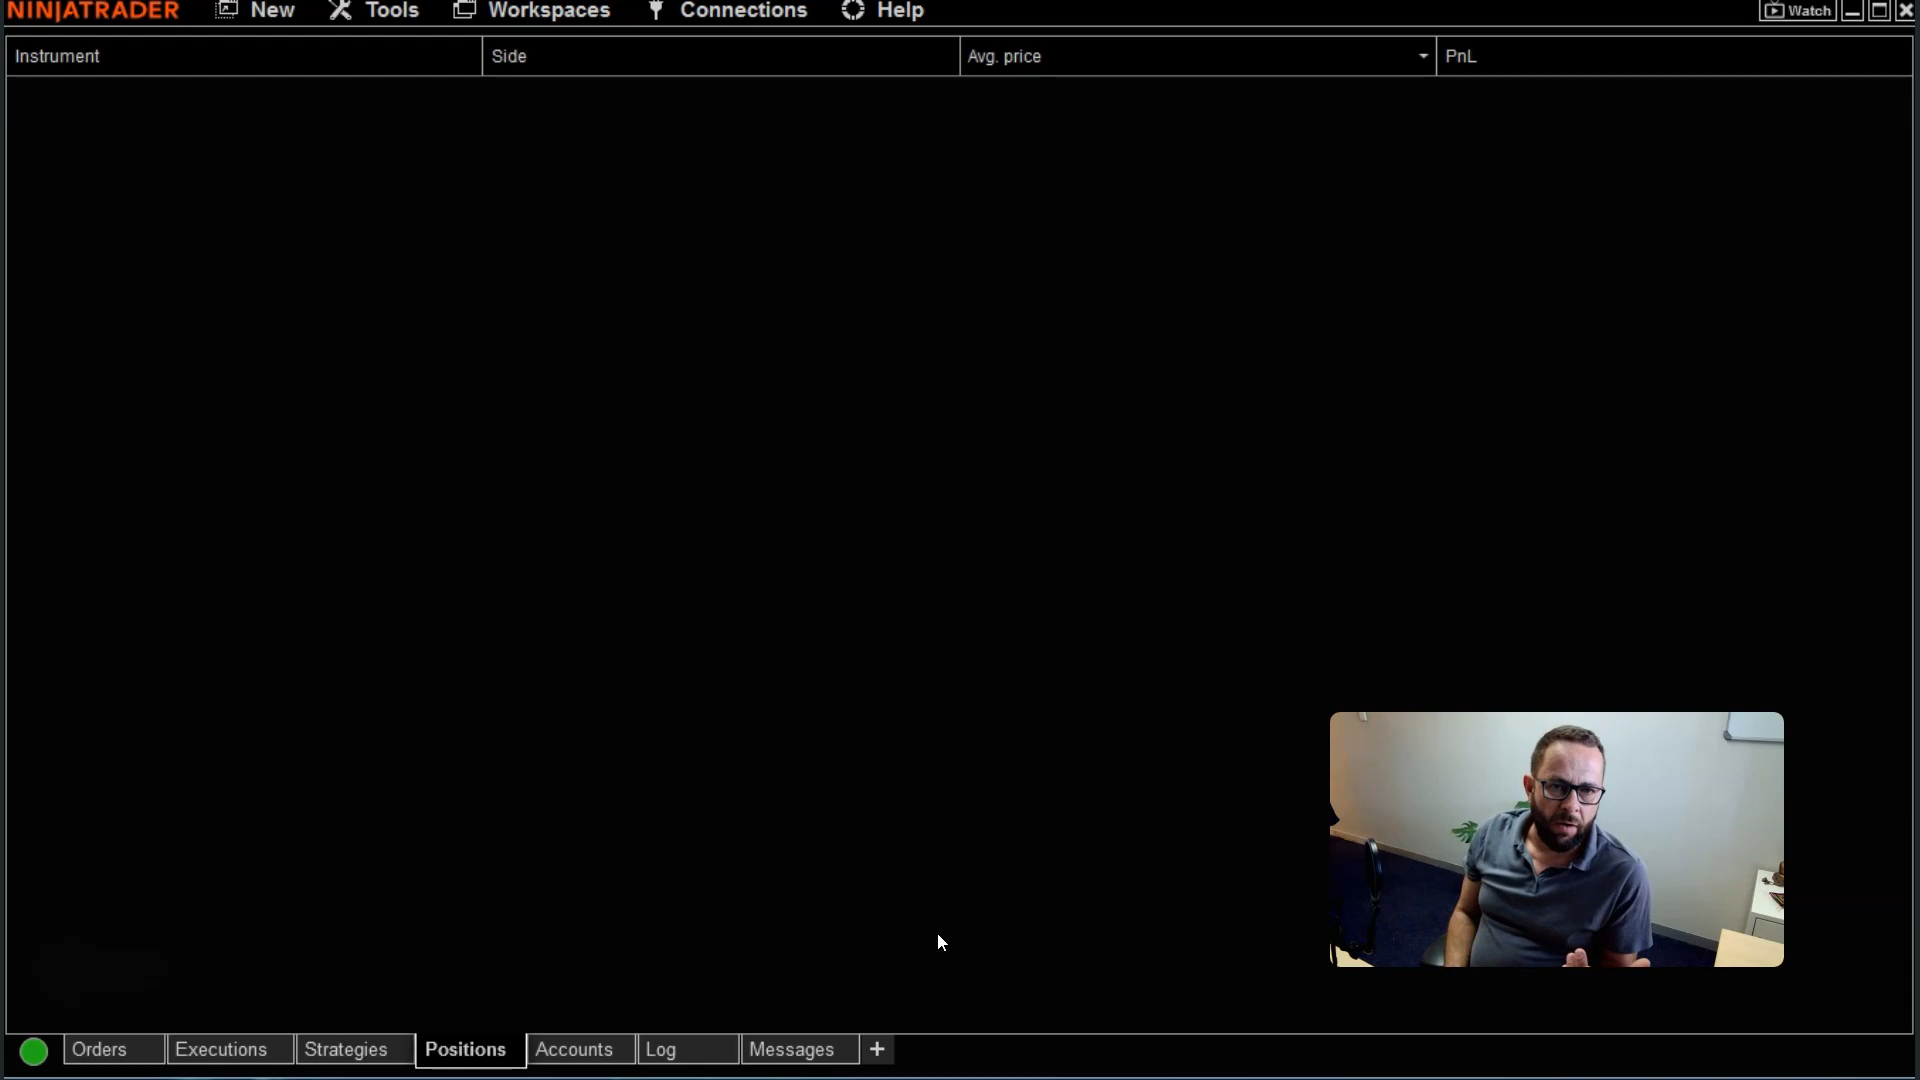 NINJATRADER New Tools Workspaces Connections Help Watch
Instrument Side Avg. price PnL
Orders Executions Strategies Positions Accounts Log Messages +